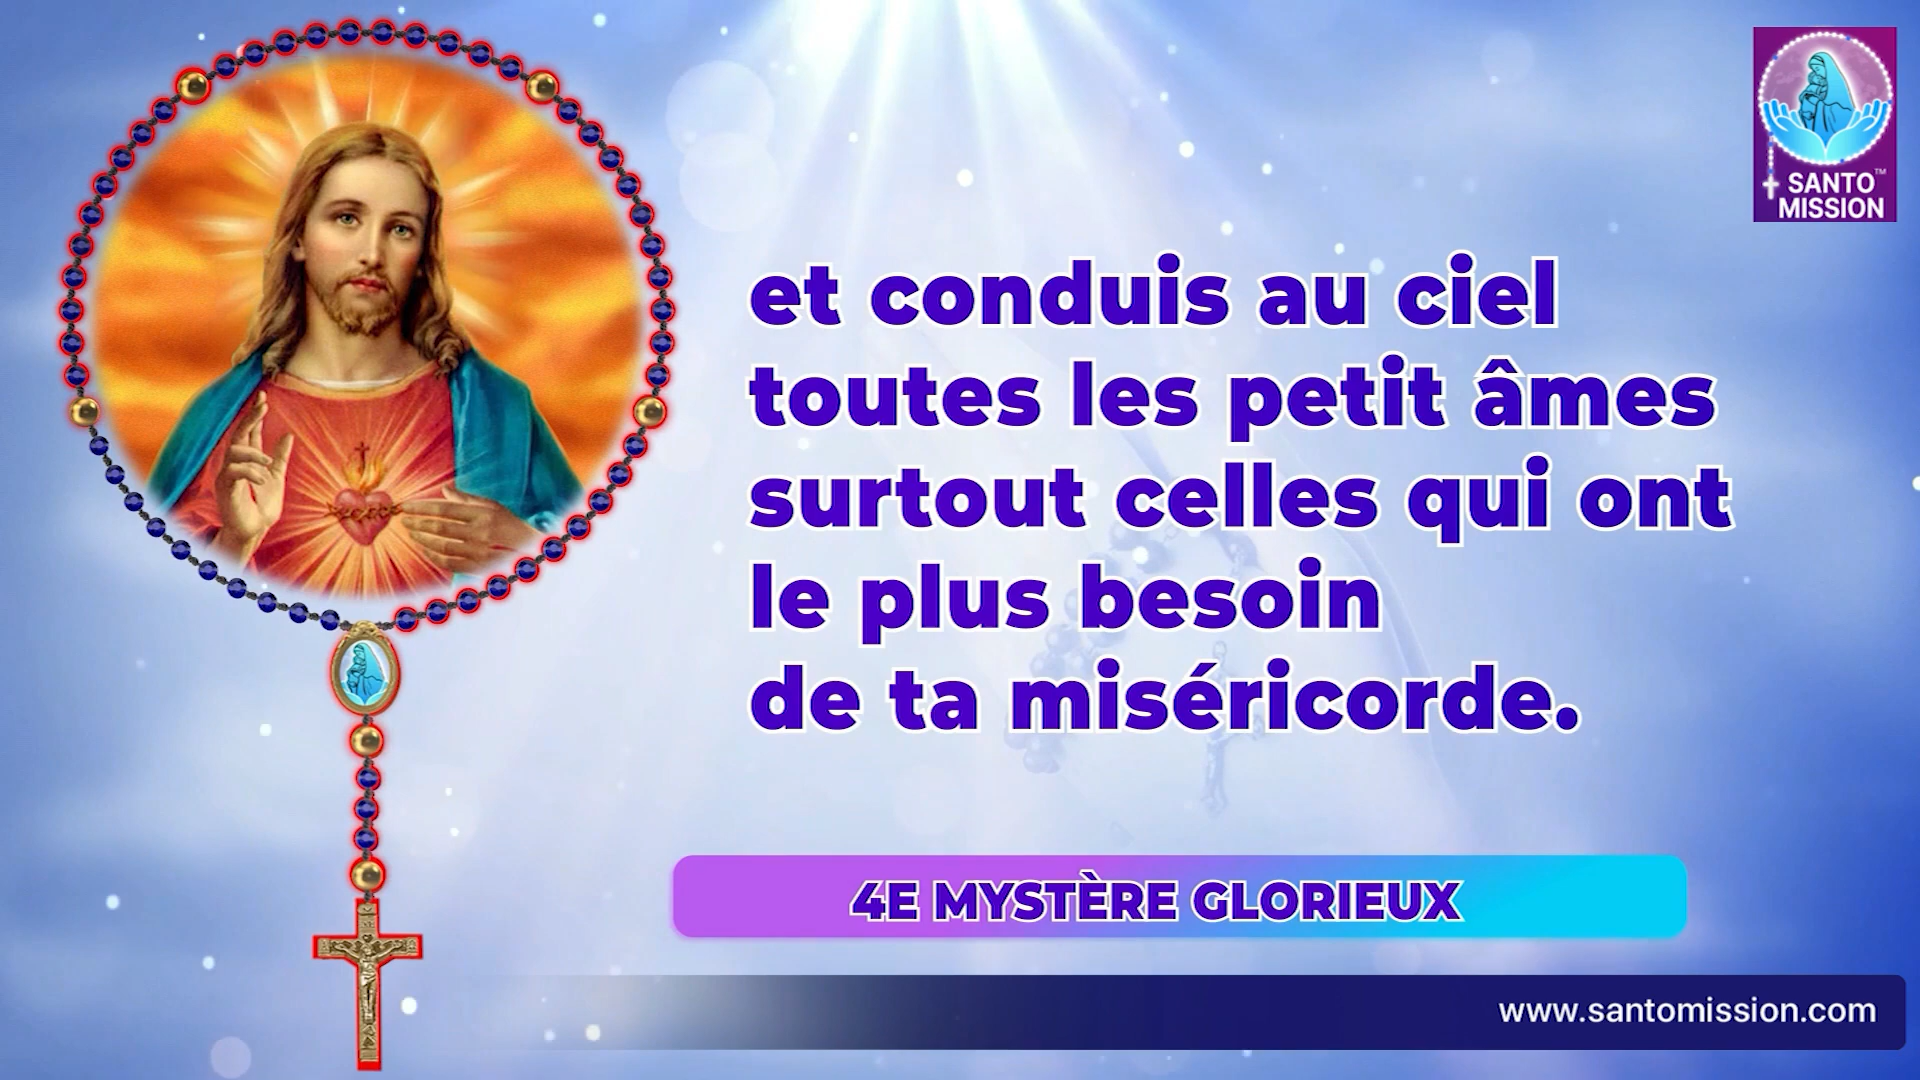 SANTO™
MISSION
et conduis au ciel
toutes les petit âmes
surtout celles qui ont
le plus besoin
de ta miséricorde.
4E MYSTÈRE GLORIEUX
www.santomission.com